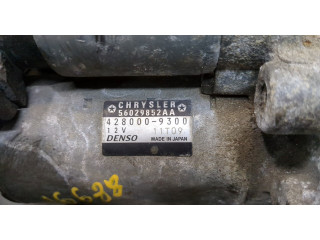 CHRYSLER
56029852AA
428000-9300
12V 11T09
DENSO MADE IN JAPAN